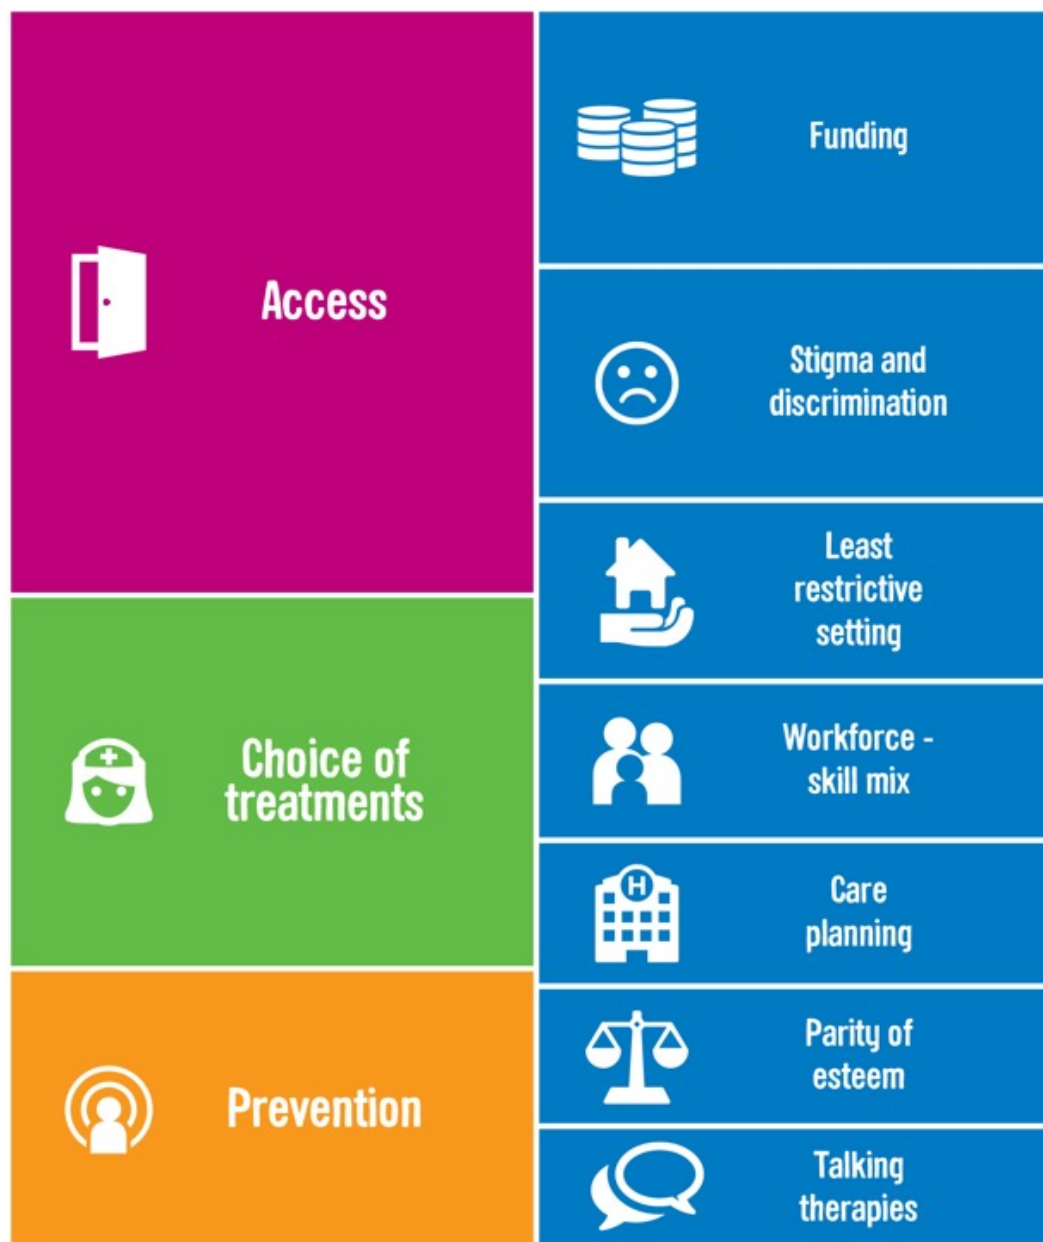 Access
Choice of
treatments
Prevention
Funding
Stigma and
discrimination
Least
restrictive
setting
Workforce -
skill mix
H
Care
planning
Parity of
esteem
Talking
therapies